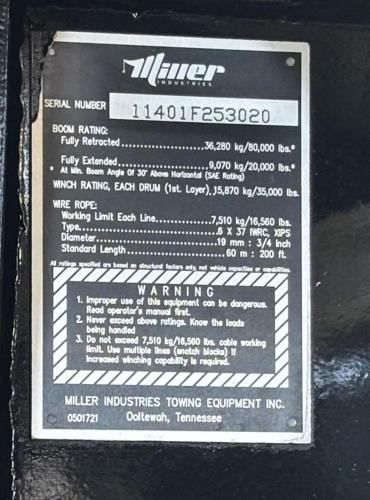 Miller
INDUSTRIES
SERIAL NUMBER 11401F253020
BOOM RATING:
Fully Retracted...................36,280 kg/80,000 lbs.*
Fully Extended...................9,070 kg/20,000 lbs.*
* At Min. Boom Angle Of 30° Above Horizontal (SAE Rating)
WINCH RATING, EACH DRUM (1st. Layer),15,870 kg/35,000 lbs.
WIRE ROPE:
Working Limit Each Line.............7,510 kg/16,560 lbs.
Type.............................6 X 37 IWRC, XIPS
Diameter.........................19 mm : 3/4 inch
Standard Length...................60 m : 200 ft.
All ratings specified are based on structural factors only, not vehicle capacities or capabilities.
WARNING
1. Improper use of this equipment can be dangerous.
Read operator's manual first.
2. Never exceed above ratings. Know the loads
being handled
3. Do not exceed 7,510 kg/16,560 lbs. cable working
limit. Use multiple lines (snatch blocks) if
increased winching capability is required.
MILLER INDUSTRIES TOWING EQUIPMENT INC.
0501721 Ooltewah, Tennessee